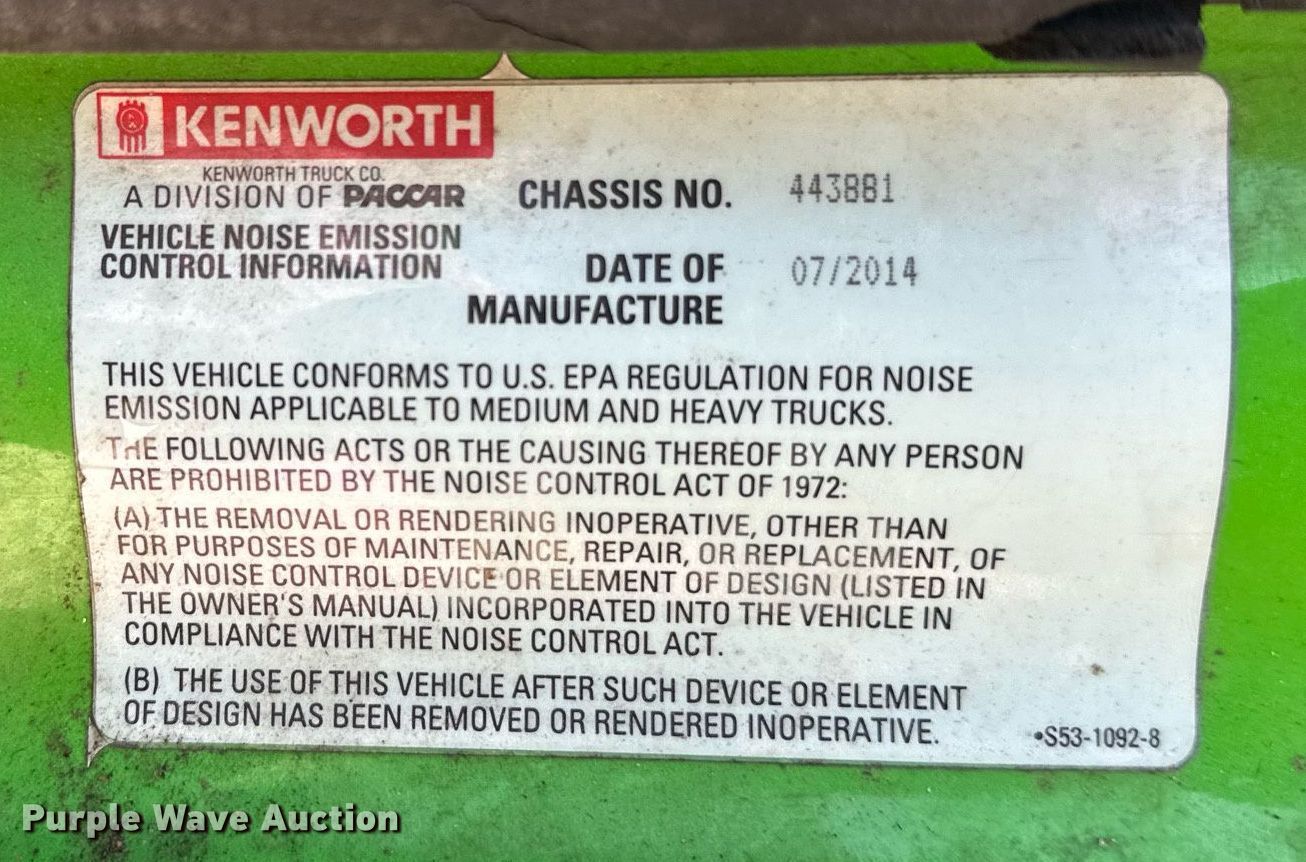 KENWORTH
KENWORTH TRUCK CO.
A DIVISION OF PACCAR
VEHICLE NOISE EMISSION
CONTROL INFORMATION
CHASSIS NO. 443881
DATE OF
MANUFACTURE
07/2014
THIS VEHICLE CONFORMS TO U.S. EPA REGULATION FOR NOISE
EMISSION APPLICABLE TO MEDIUM AND HEAVY TRUCKS.
THE FOLLOWING ACTS OR THE CAUSING THEREOF BY ANY PERSON
ARE PROHIBITED BY THE NOISE CONTROL ACT OF 1972:
(A) THE REMOVAL OR RENDERING INOPERATIVE, OTHER THAN
FOR PURPOSES OF MAINTENANCE, REPAIR, OR REPLACEMENT, OF
ANY NOISE CONTROL DEVICE OR ELEMENT OF DESIGN (LISTED IN
THE OWNER'S MANUAL) INCORPORATED INTO THE VEHICLE IN
COMPLIANCE WITH THE NOISE CONTROL ACT.
(B) THE USE OF THIS VEHICLE AFTER SUCH DEVICE OR ELEMENT
OF DESIGN HAS BEEN REMOVED OR RENDERED INOPERATIVE.
•S53-1092-8
Purple Wave Auction